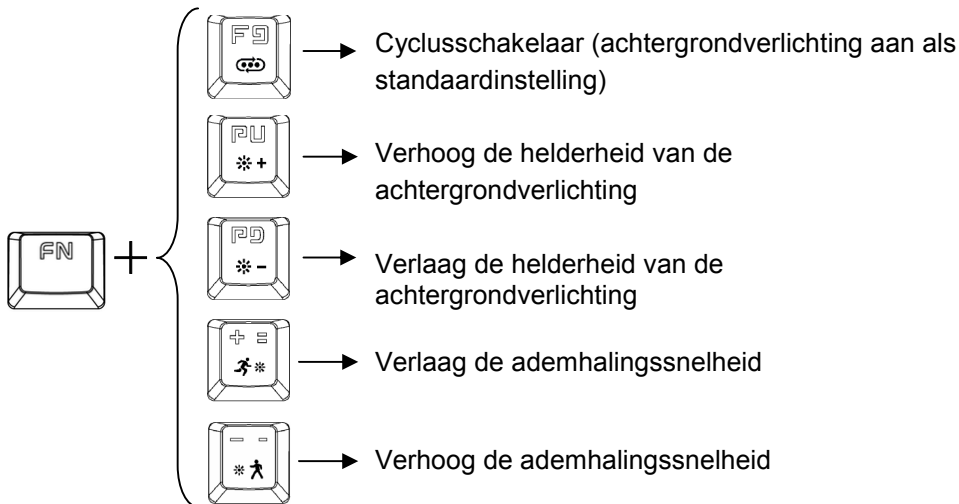 F9
Cyclusschakelaar (achtergrondverlichting aan als
standaardinstelling)
PU
+
Verhoog de helderheid van de
achtergrondverlichting
FN
+
PD
-
Verlaag de helderheid van de
achtergrondverlichting
+ =
Verlaag de ademhalingssnelheid
- -
Verhoog de ademhalingssnelheid